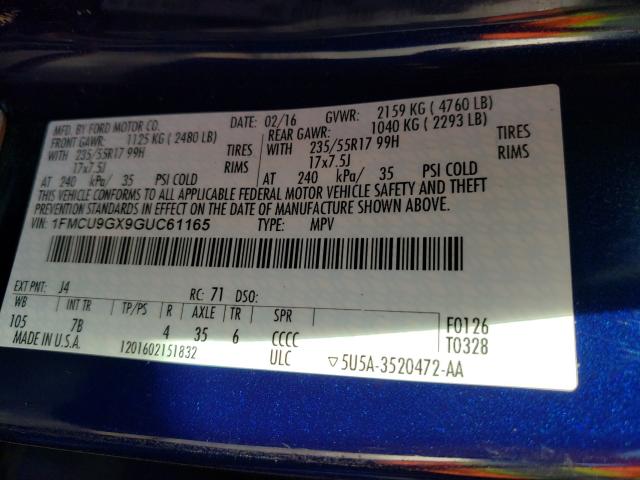 MFD. BY FORD MOTOR CO. DATE: 02/16 GVWR: 2159 KG ( 4760 LB)
FRONT GAWR: 1125 KG ( 2480 LB) REAR GAWR: 1040 KG ( 2293 LB)
WITH 235/55R17 99H TIRES WITH 235/55R17 99H TIRES
17x7.5J RIMS 17x7.5J RIMS
AT 240 kPa/ 35 PSI COLD AT 240 kPa/ 35 PSI COLD
THIS VEHICLE CONFORMS TO ALL APPLICABLE FEDERAL MOTOR VEHICLE SAFETY AND THEFT
PREVENTION STANDARDS IN EFFECT ON THE DATE OF MANUFACTURE SHOWN ABOVE.
VIN: 1FMCU9GX9GUC61165 TYPE: MPV
EXT PNT: J4 RC: 71 DSO:
WB INT TR TP/PS R AXLE TR SPR
105 7B 4 35 6 CCCC F0126
MADE IN U.S.A. 1201602151832 ULC ▽5U5A-3520472-AA T0328